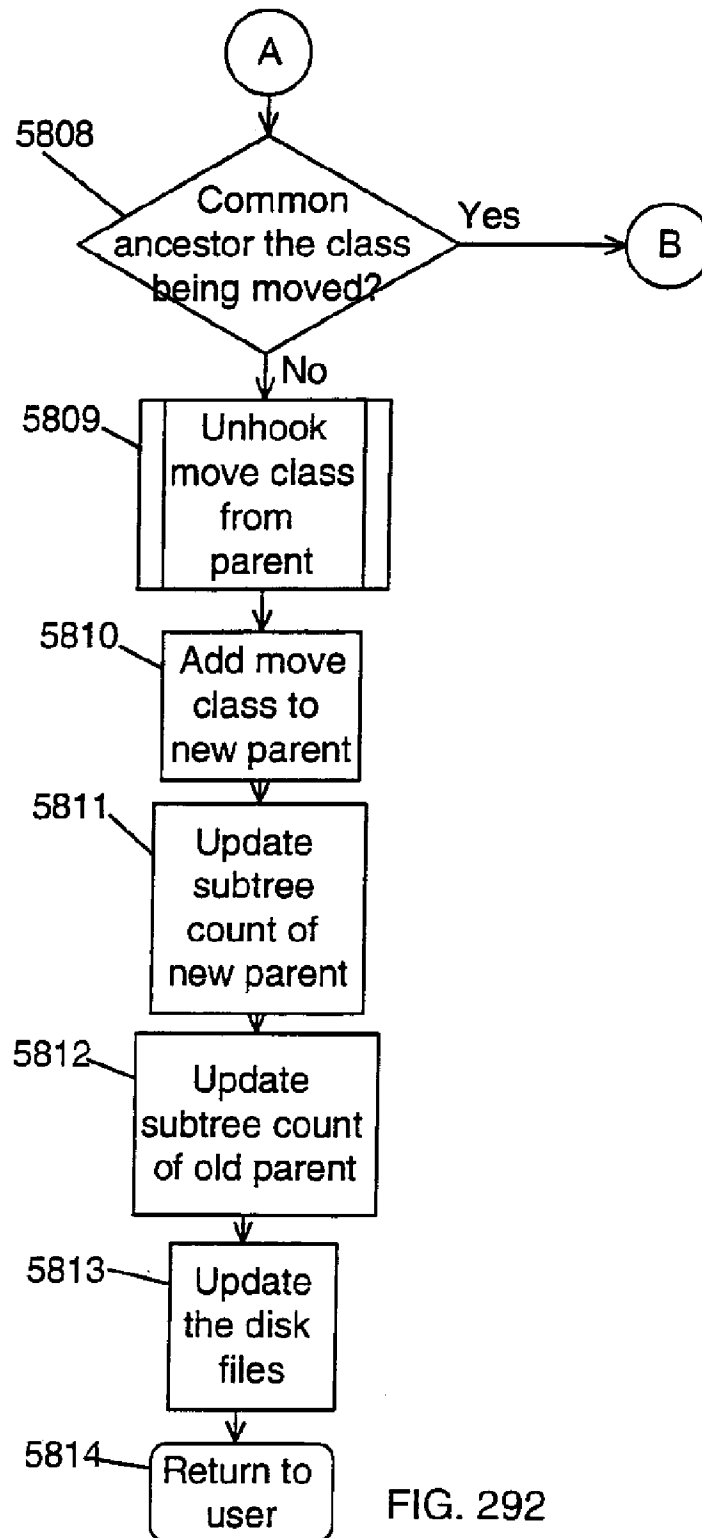 A
5808
Common
ancestor the class
being moved?
Yes
B
No
5809
Unhook
move class
from
parent
5810
Add move
class to
new parent
5811
Update
subtree
count of
new parent
5812
Update
subtree count
of old parent
5813
Update
the disk
files
5814
Return to
user
FIG. 292